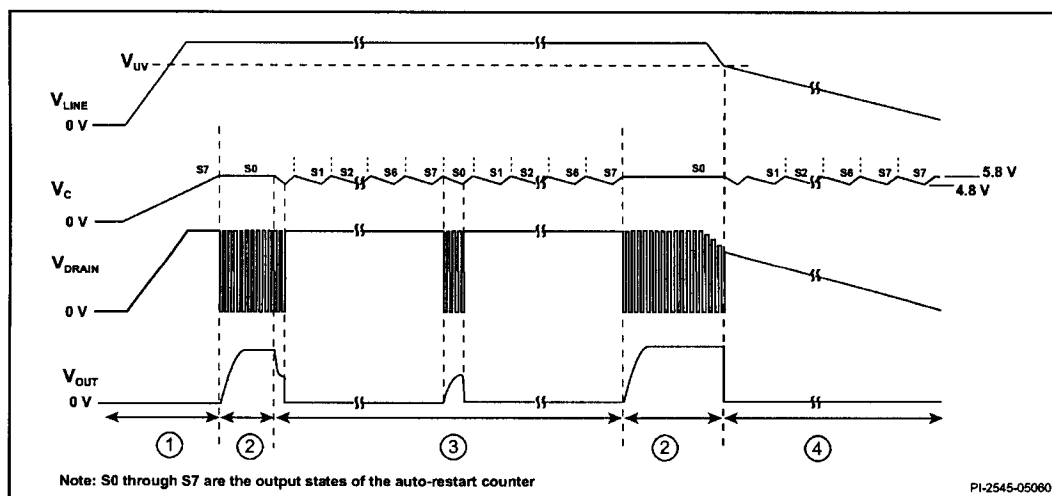 V_UV
V_LINE
0 V
S7 S0 S1 S2 S6 S7 S0 S1 S2 S6 S7 S0 S1 S2 S6 S7 S7
5.8 V
4.8 V
V_C
0 V
V_DRAIN
0 V
V_OUT
0 V
1 2 3 2 4
Note: S0 through S7 are the output states of the auto-restart counter
PI-2545-05060